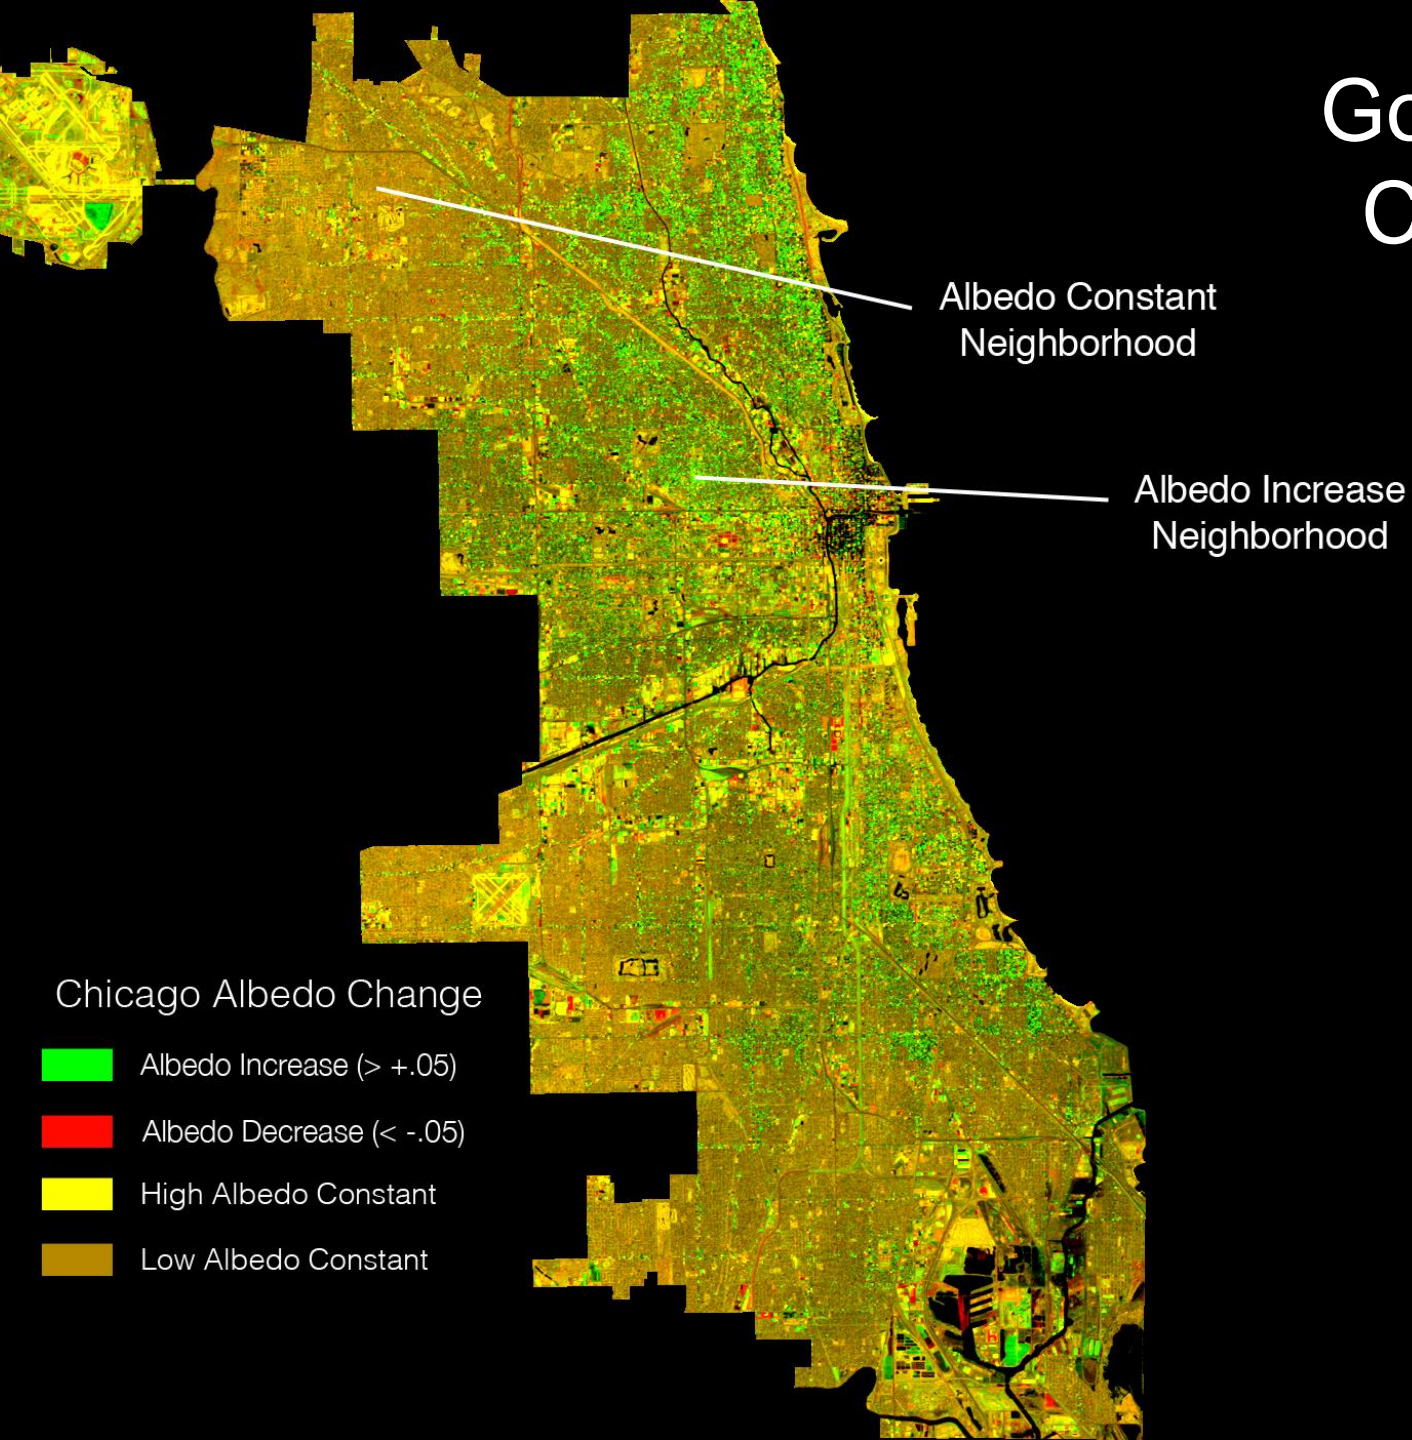 Albedo Constant
Neighborhood
Albedo Increase
Neighborhood
Chicago Albedo Change
Albedo Increase (> +.05)
Albedo Decrease (< -.05)
High Albedo Constant
Low Albedo Constant